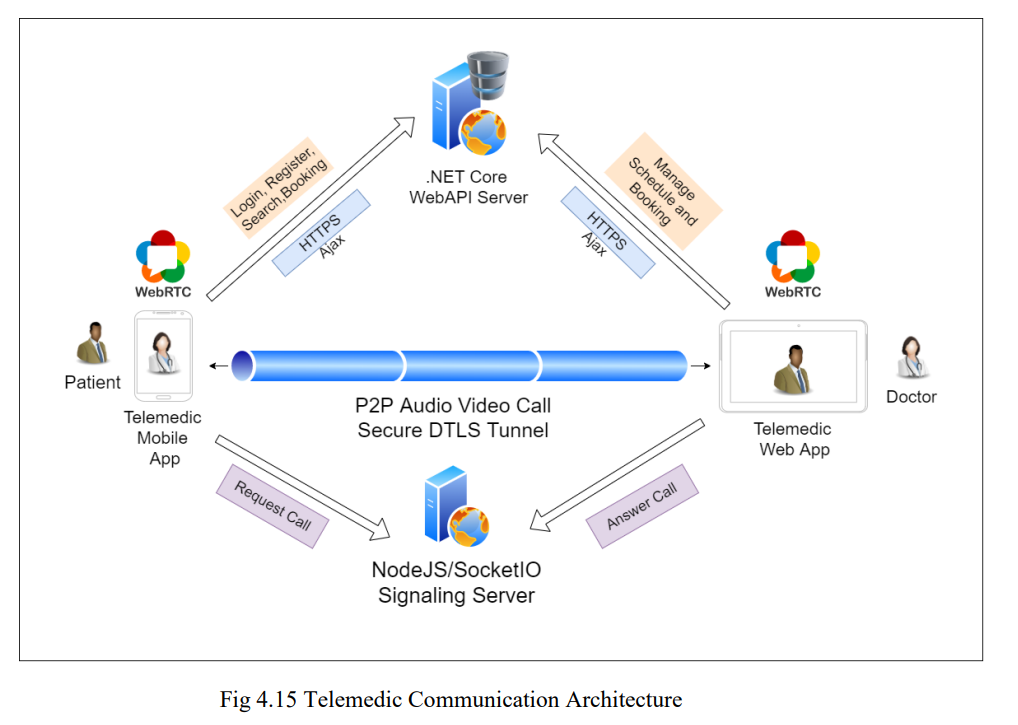 .NET Core
WebAPI Server
Login, Register,
Search,Booking
HTTPS
Ajax
Manage
Schedule and
Booking
HTTPS
Ajax
WebRTC
WebRTC
Patient
Telemedic
Mobile
App
P2P Audio Video Call
Secure DTLS Tunnel
Doctor
Telemedic
Web App
Request Call
Answer Call
NodeJS/SocketIO
Signaling Server
Fig 4.15 Telemedic Communication Architecture